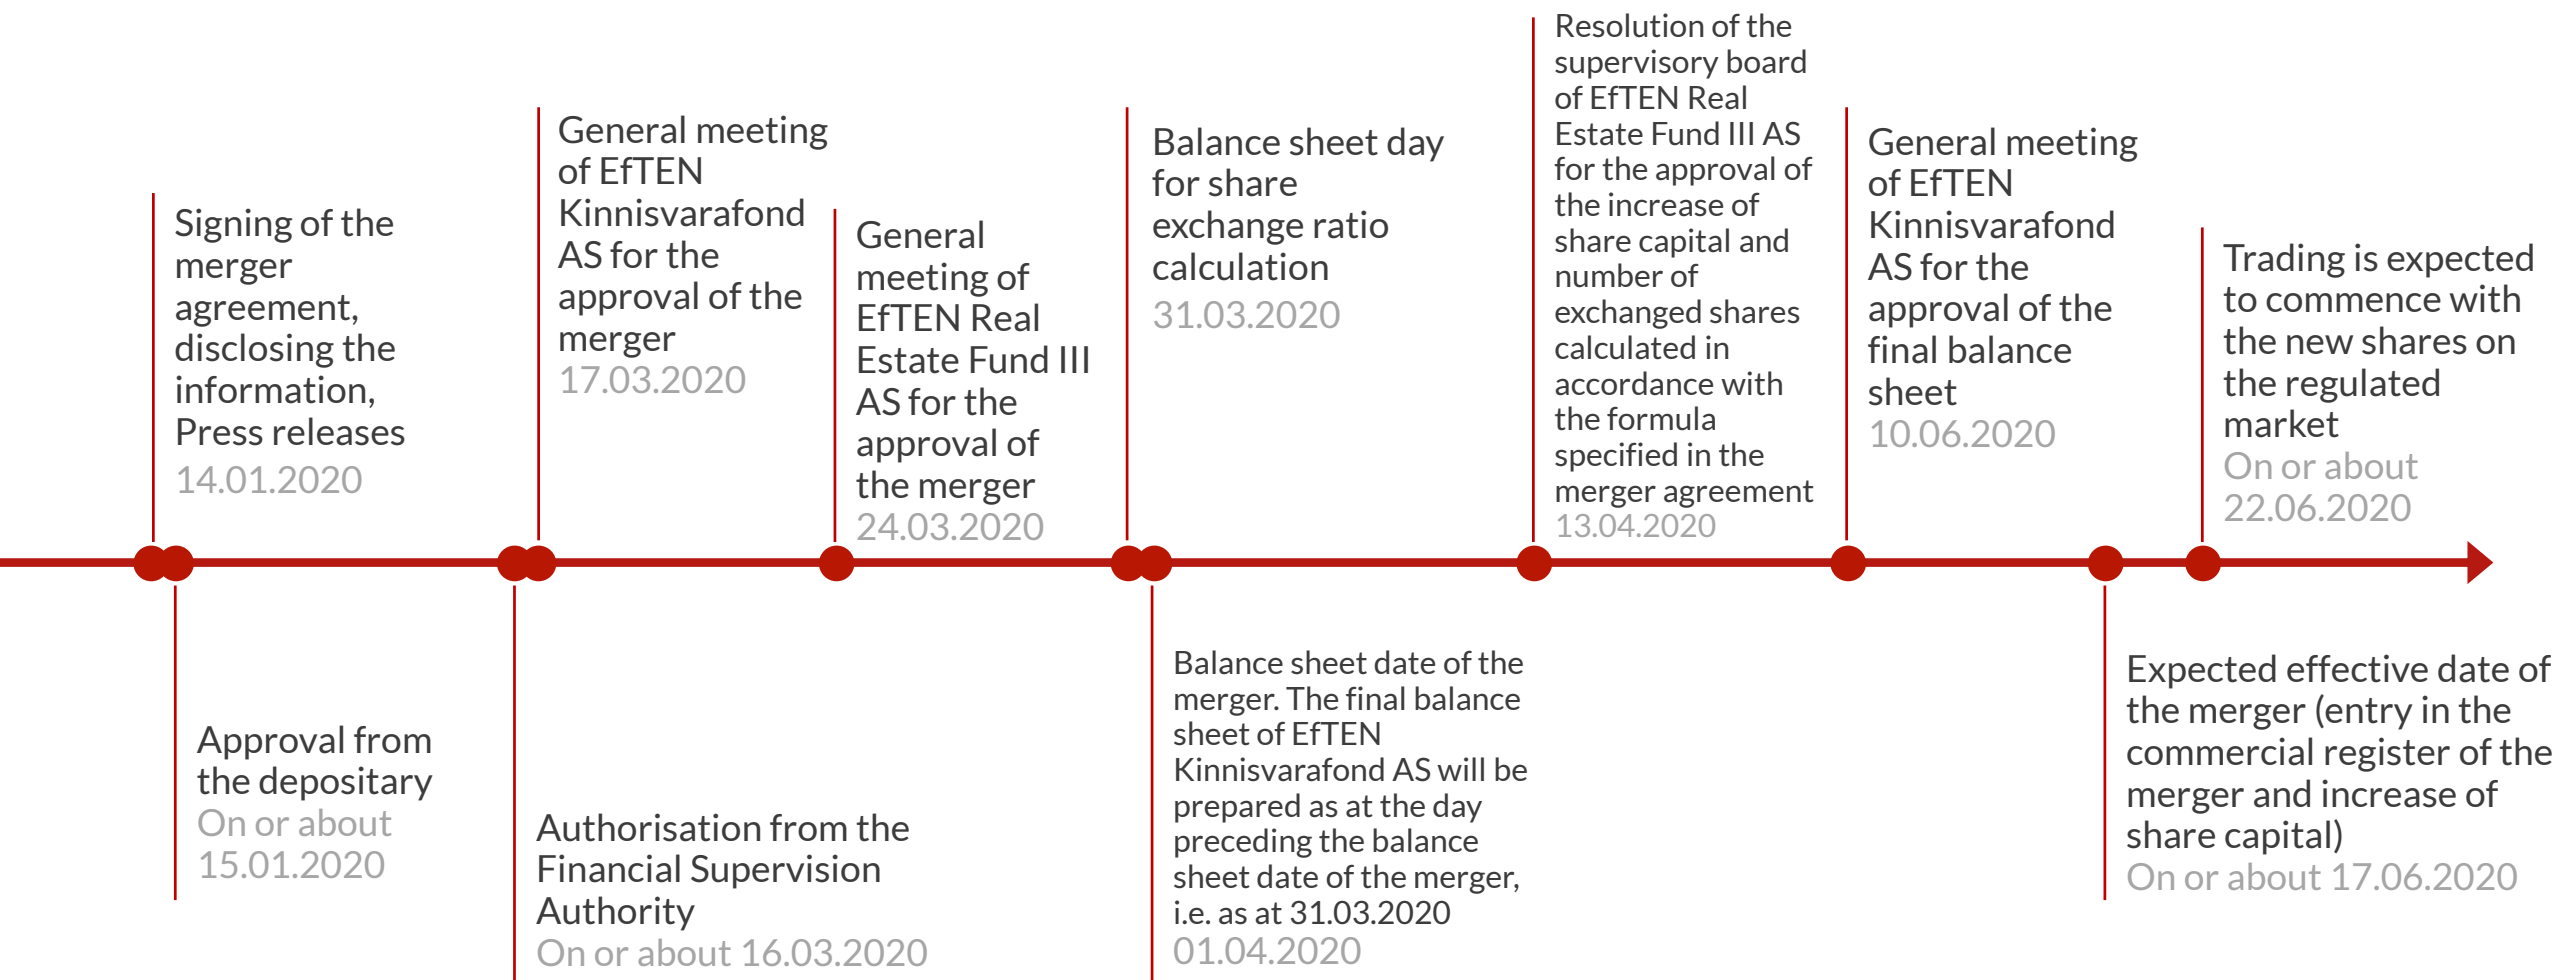 Signing of the
merger
agreement,
disclosing the
information,
Press releases
14.01.2020
Approval from
the depositary
On or about
15.01.2020
Authorisation from the
Financial Supervision
Authority
On or about 16.03.2020
General meeting
of EfTEN
Kinnisvarafond
AS for the
approval of the
merger
17.03.2020
General
meeting of
EfTEN Real
Estate Fund III
AS for the
approval of
the merger
24.03.2020
Balance sheet day
for share
exchange ratio
calculation
31.03.2020
Balance sheet date of the
merger. The final balance
sheet of EfTEN
Kinnisvarafond AS will be
prepared as at the day
preceding the balance
sheet date of the merger,
i.e. as at 31.03.2020
01.04.2020
Resolution of the
supervisory board
of EfTEN Real
Estate Fund III AS
for the approval of
the increase of
share capital and
number of
exchanged shares
calculated in
accordance with
the formula
specified in the
merger agreement
13.04.2020
General meeting
of EfTEN
Kinnisvarafond
AS for the
approval of the
final balance
sheet
10.06.2020
Expected effective date of
the merger (entry in the
commercial register of the
merger and increase of
share capital)
On or about 17.06.2020
Trading is expected
to commence with
the new shares on
the regulated
market
On or about
22.06.2020